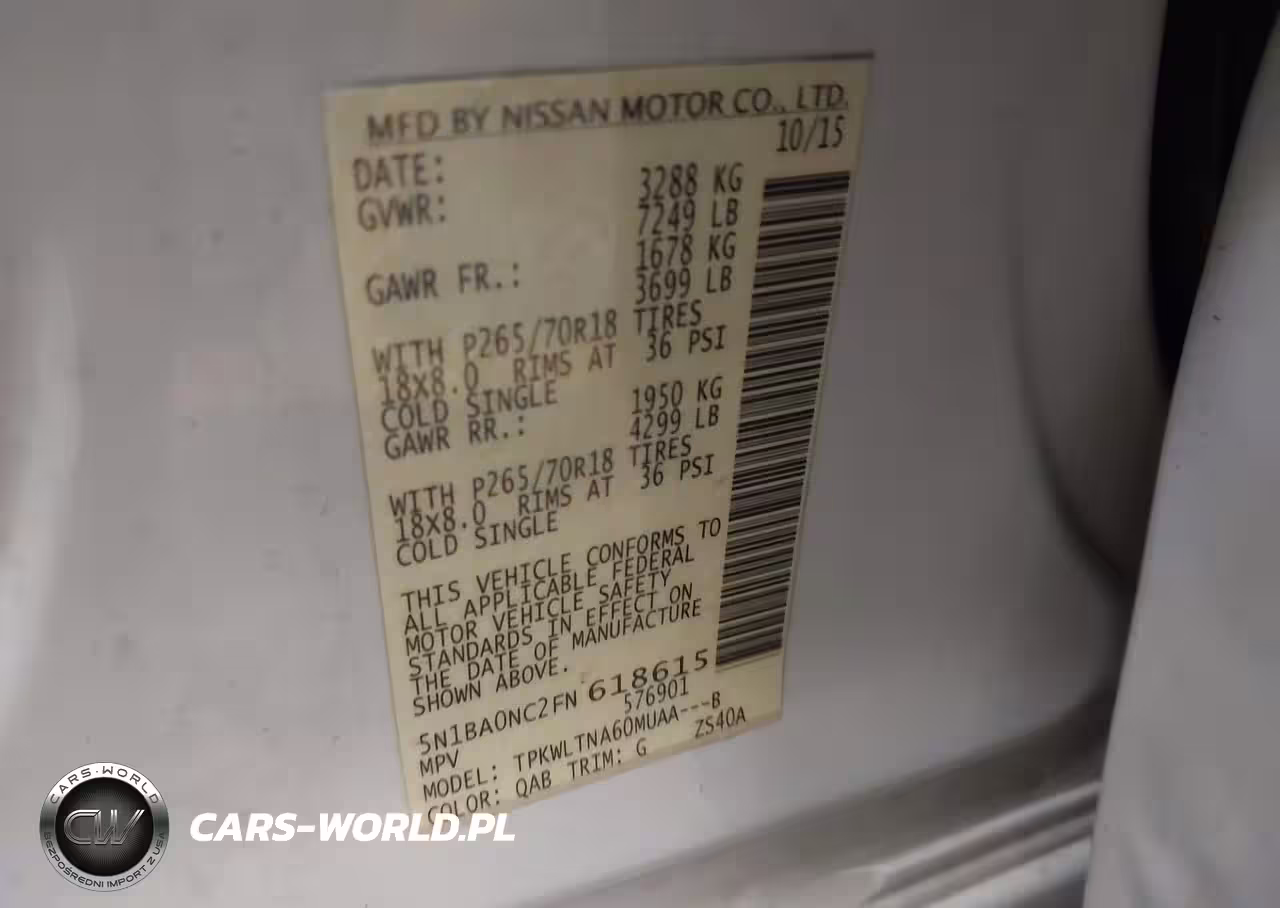 MFD BY NISSAN MOTOR CO., LTD.
DATE: 10/15
GVWR: 3288 KG
7249 LB
GAWR FR.: 1678 KG
3699 LB
WITH P265/70R18 TIRES
18X8.0 RIMS AT 36 PSI
COLD SINGLE
GAWR RR.: 1950 KG
4299 LB
WITH P265/70R18 TIRES
18X8.0 RIMS AT 36 PSI
COLD SINGLE
THIS VEHICLE CONFORMS TO
ALL APPLICABLE FEDERAL
MOTOR VEHICLE SAFETY
STANDARDS IN EFFECT ON
THE DATE OF MANUFACTURE
SHOWN ABOVE.
5N1BA0NC2FN 618615
MPV 576901
MODEL: TPKWLTNA60MUAA---B
COLOR: QAB TRIM: G ZS40A
CARS-WORLD
CW
BEZPOŚREDNI IMPORT Z USA
CARS-WORLD.PL